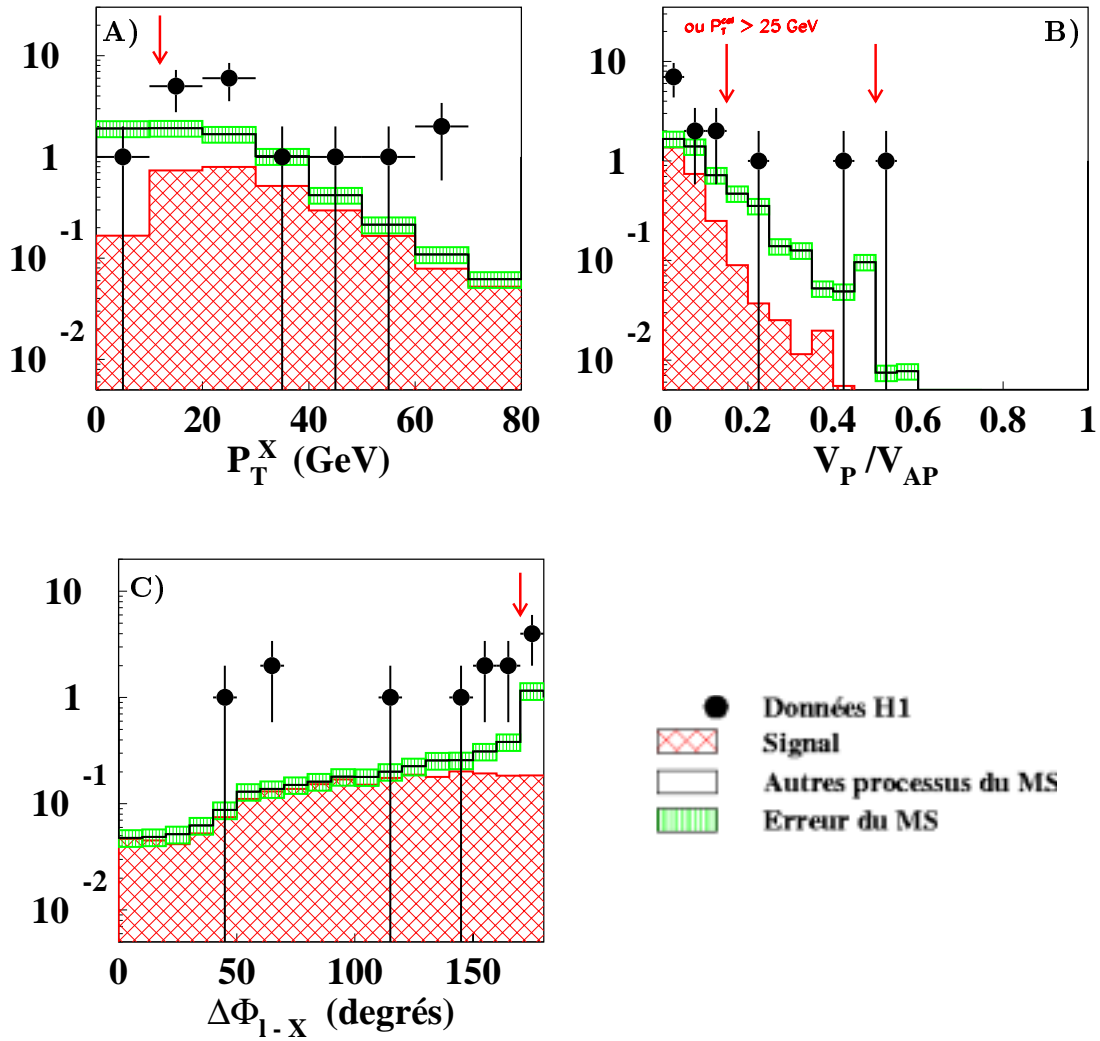 A)
10
1
10 -1
10 -2
0 20 40 60 80
P_T^X (GeV)
ou P_T^cal > 25 GeV
B)
10
1
10 -1
10 -2
0 0.2 0.4 0.6 0.8 1
V_P /V_AP
C)
10
1
10 -1
10 -2
0 50 100 150
ΔΦ_l - X (degrés)
Données H1
Signal
Autres processus du MS
Erreur du MS